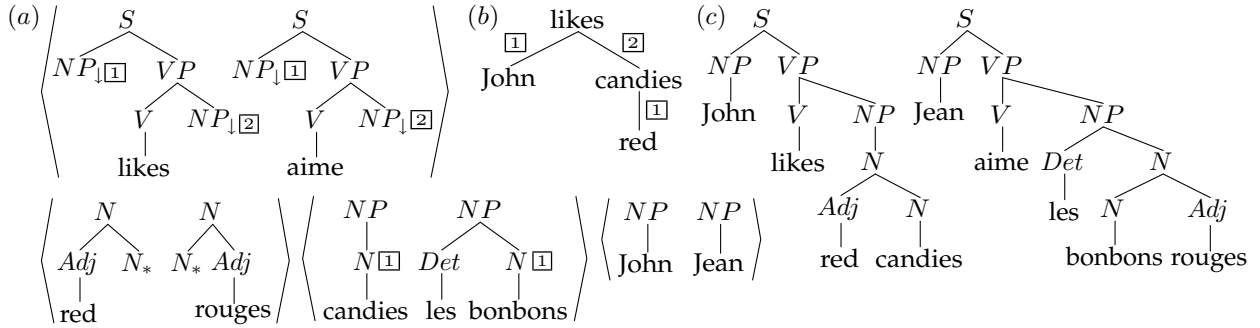 (a) S S (b) likes (c) S S
NP↓1 VP NP↓1 VP 1 2 NP VP NP VP
V NP↓2 V NP↓2 John candies John V NP Jean V NP
likes aime 1 likes N aime Det N
red
N N NP NP NP NP Adj N les N Adj
Adj N* N* Adj N1 Det N1 John Jean red candies bonbons rouges
red rouges candies les bonbons